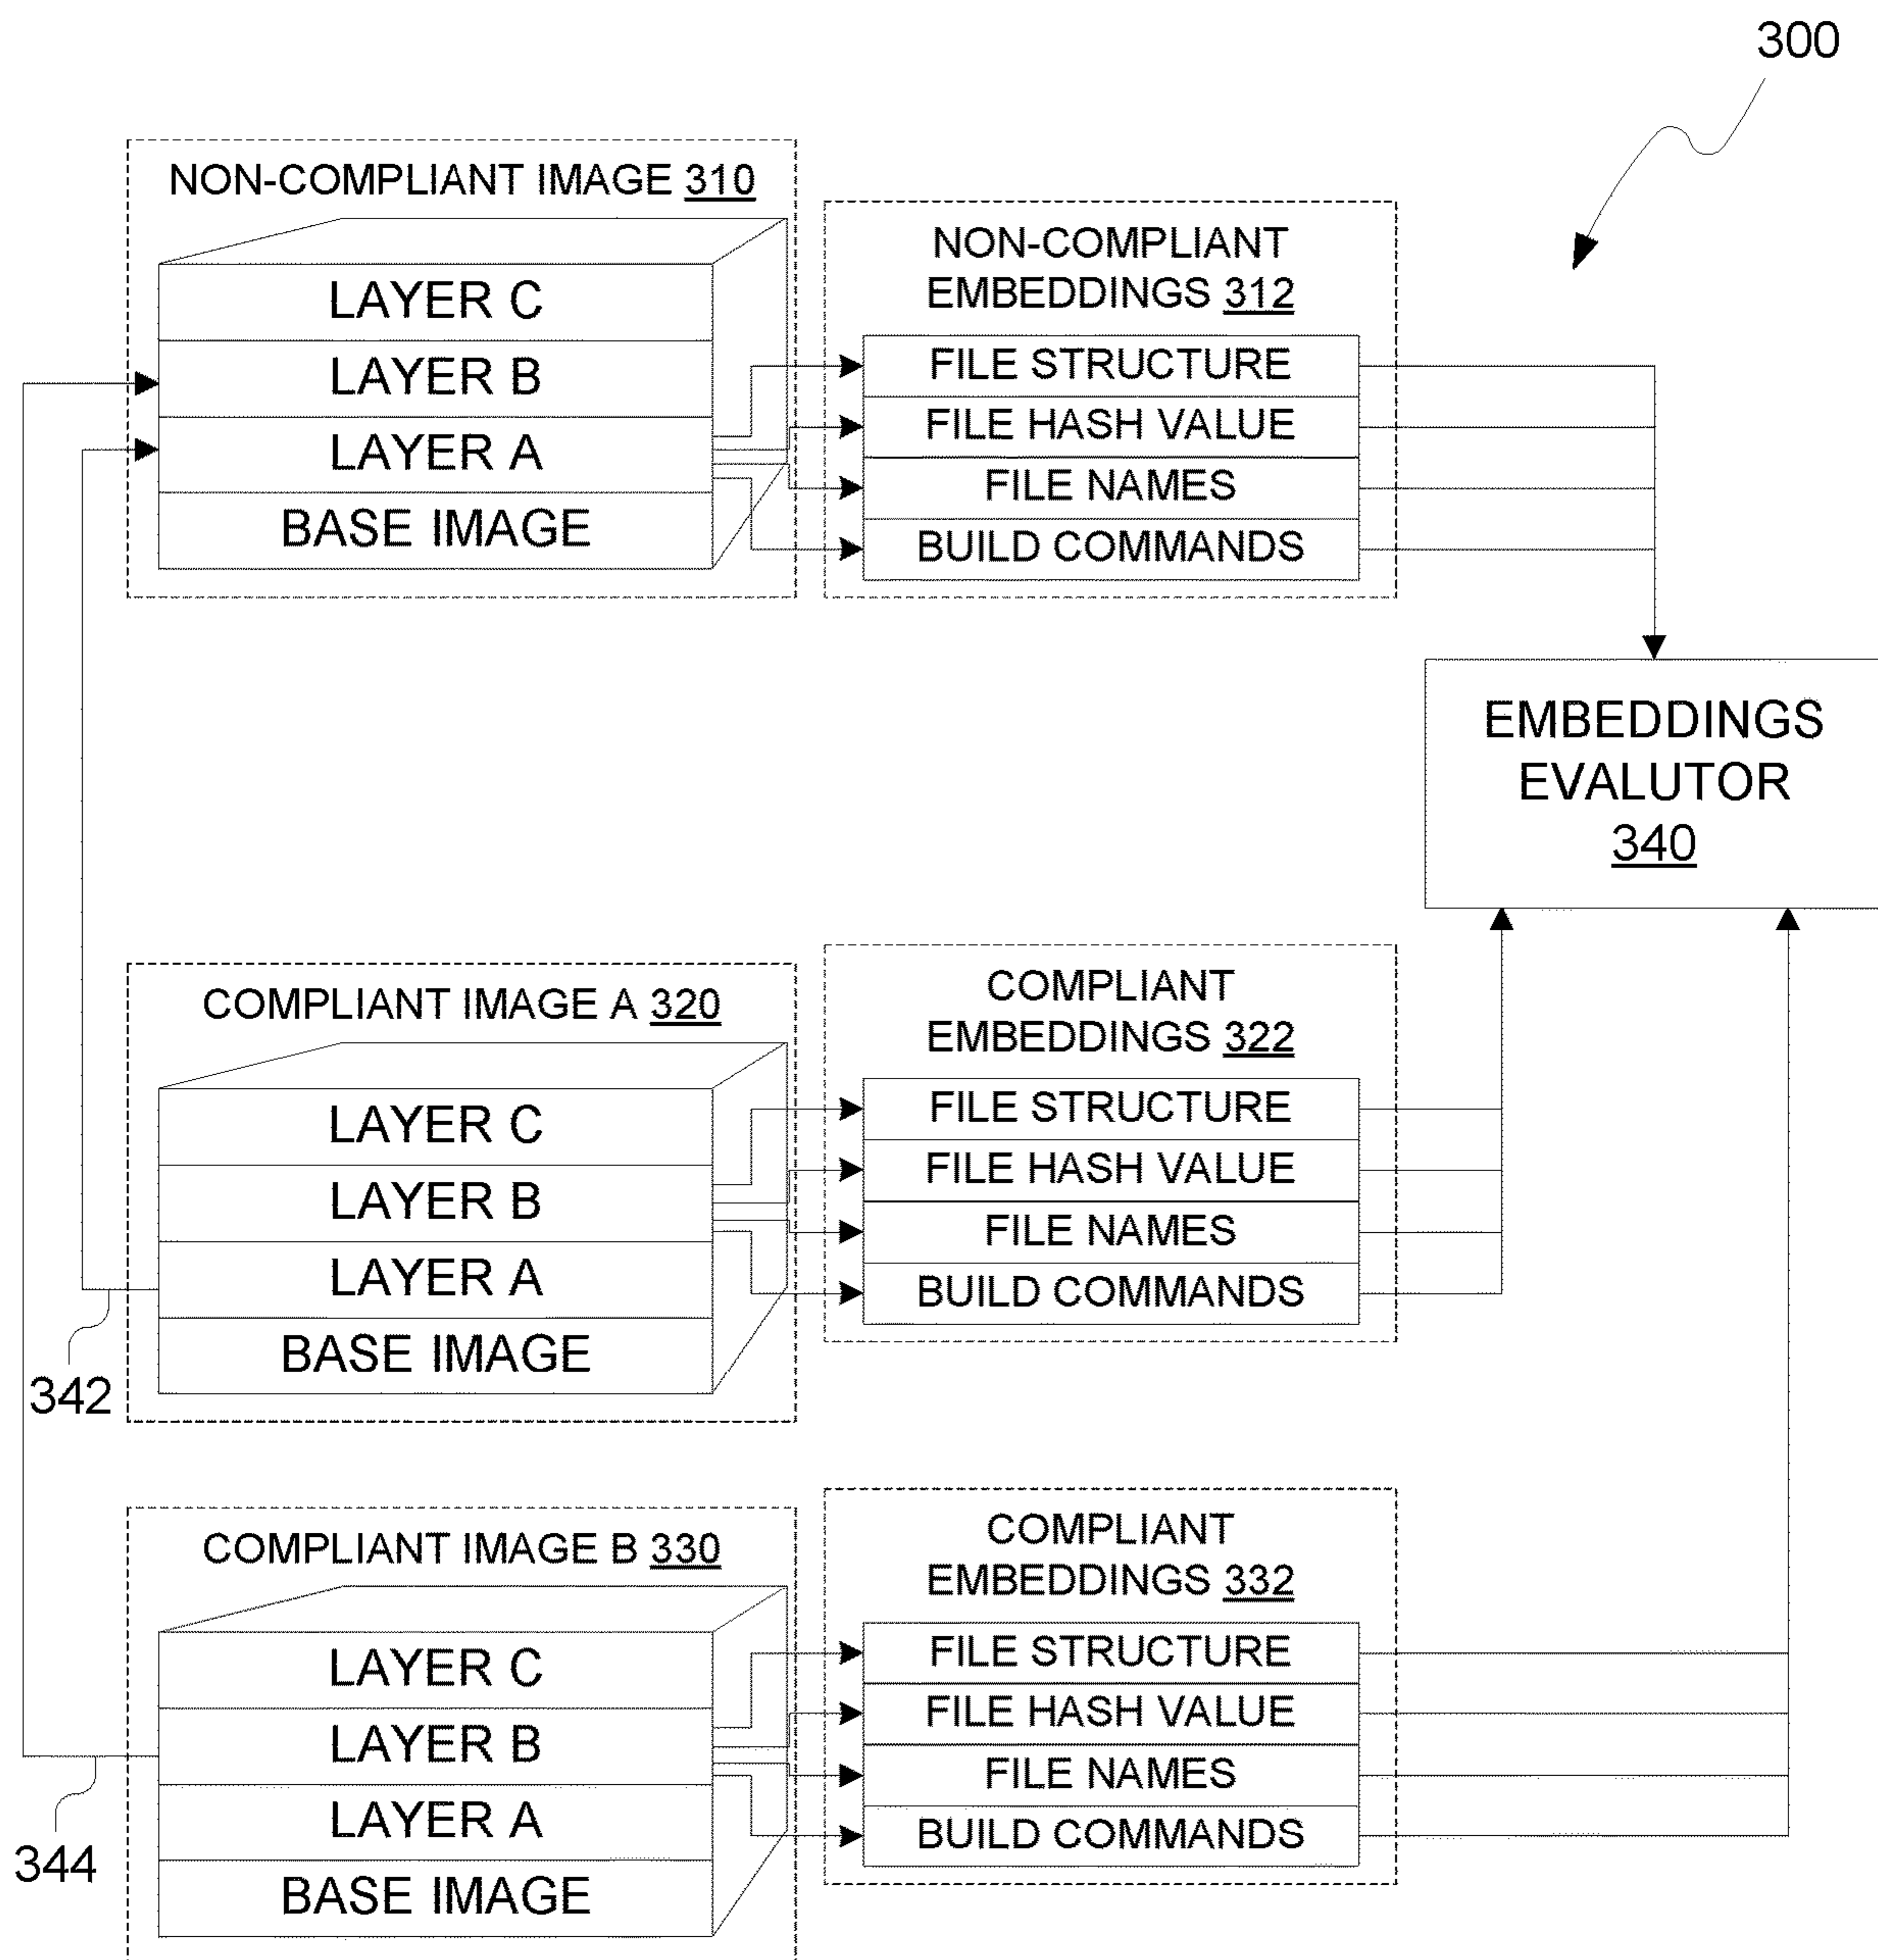 300
NON-COMPLIANT IMAGE 310
LAYER C
LAYER B
LAYER A
BASE IMAGE
NON-COMPLIANT
EMBEDDINGS 312
FILE STRUCTURE
FILE HASH VALUE
FILE NAMES
BUILD COMMANDS
EMBEDDINGS
EVALUTOR
340
COMPLIANT IMAGE A 320
LAYER C
LAYER B
LAYER A
BASE IMAGE
342
COMPLIANT
EMBEDDINGS 322
FILE STRUCTURE
FILE HASH VALUE
FILE NAMES
BUILD COMMANDS
COMPLIANT IMAGE B 330
LAYER C
LAYER B
LAYER A
BASE IMAGE
344
COMPLIANT
EMBEDDINGS 332
FILE STRUCTURE
FILE HASH VALUE
FILE NAMES
BUILD COMMANDS